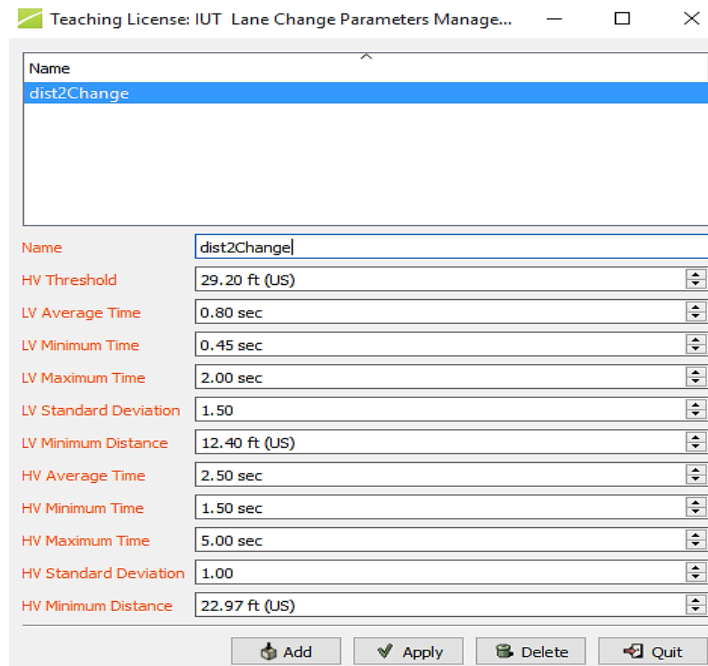 Teaching License: IUT Lane Change Parameters Manage...
Name
dist2Change
Name dist2Change
HV Threshold 29.20 ft (US)
LV Average Time 0.80 sec
LV Minimum Time 0.45 sec
LV Maximum Time 2.00 sec
LV Standard Deviation 1.50
LV Minimum Distance 12.40 ft (US)
HV Average Time 2.50 sec
HV Minimum Time 1.50 sec
HV Maximum Time 5.00 sec
HV Standard Deviation 1.00
HV Minimum Distance 22.97 ft (US)
Add Apply Delete Quit